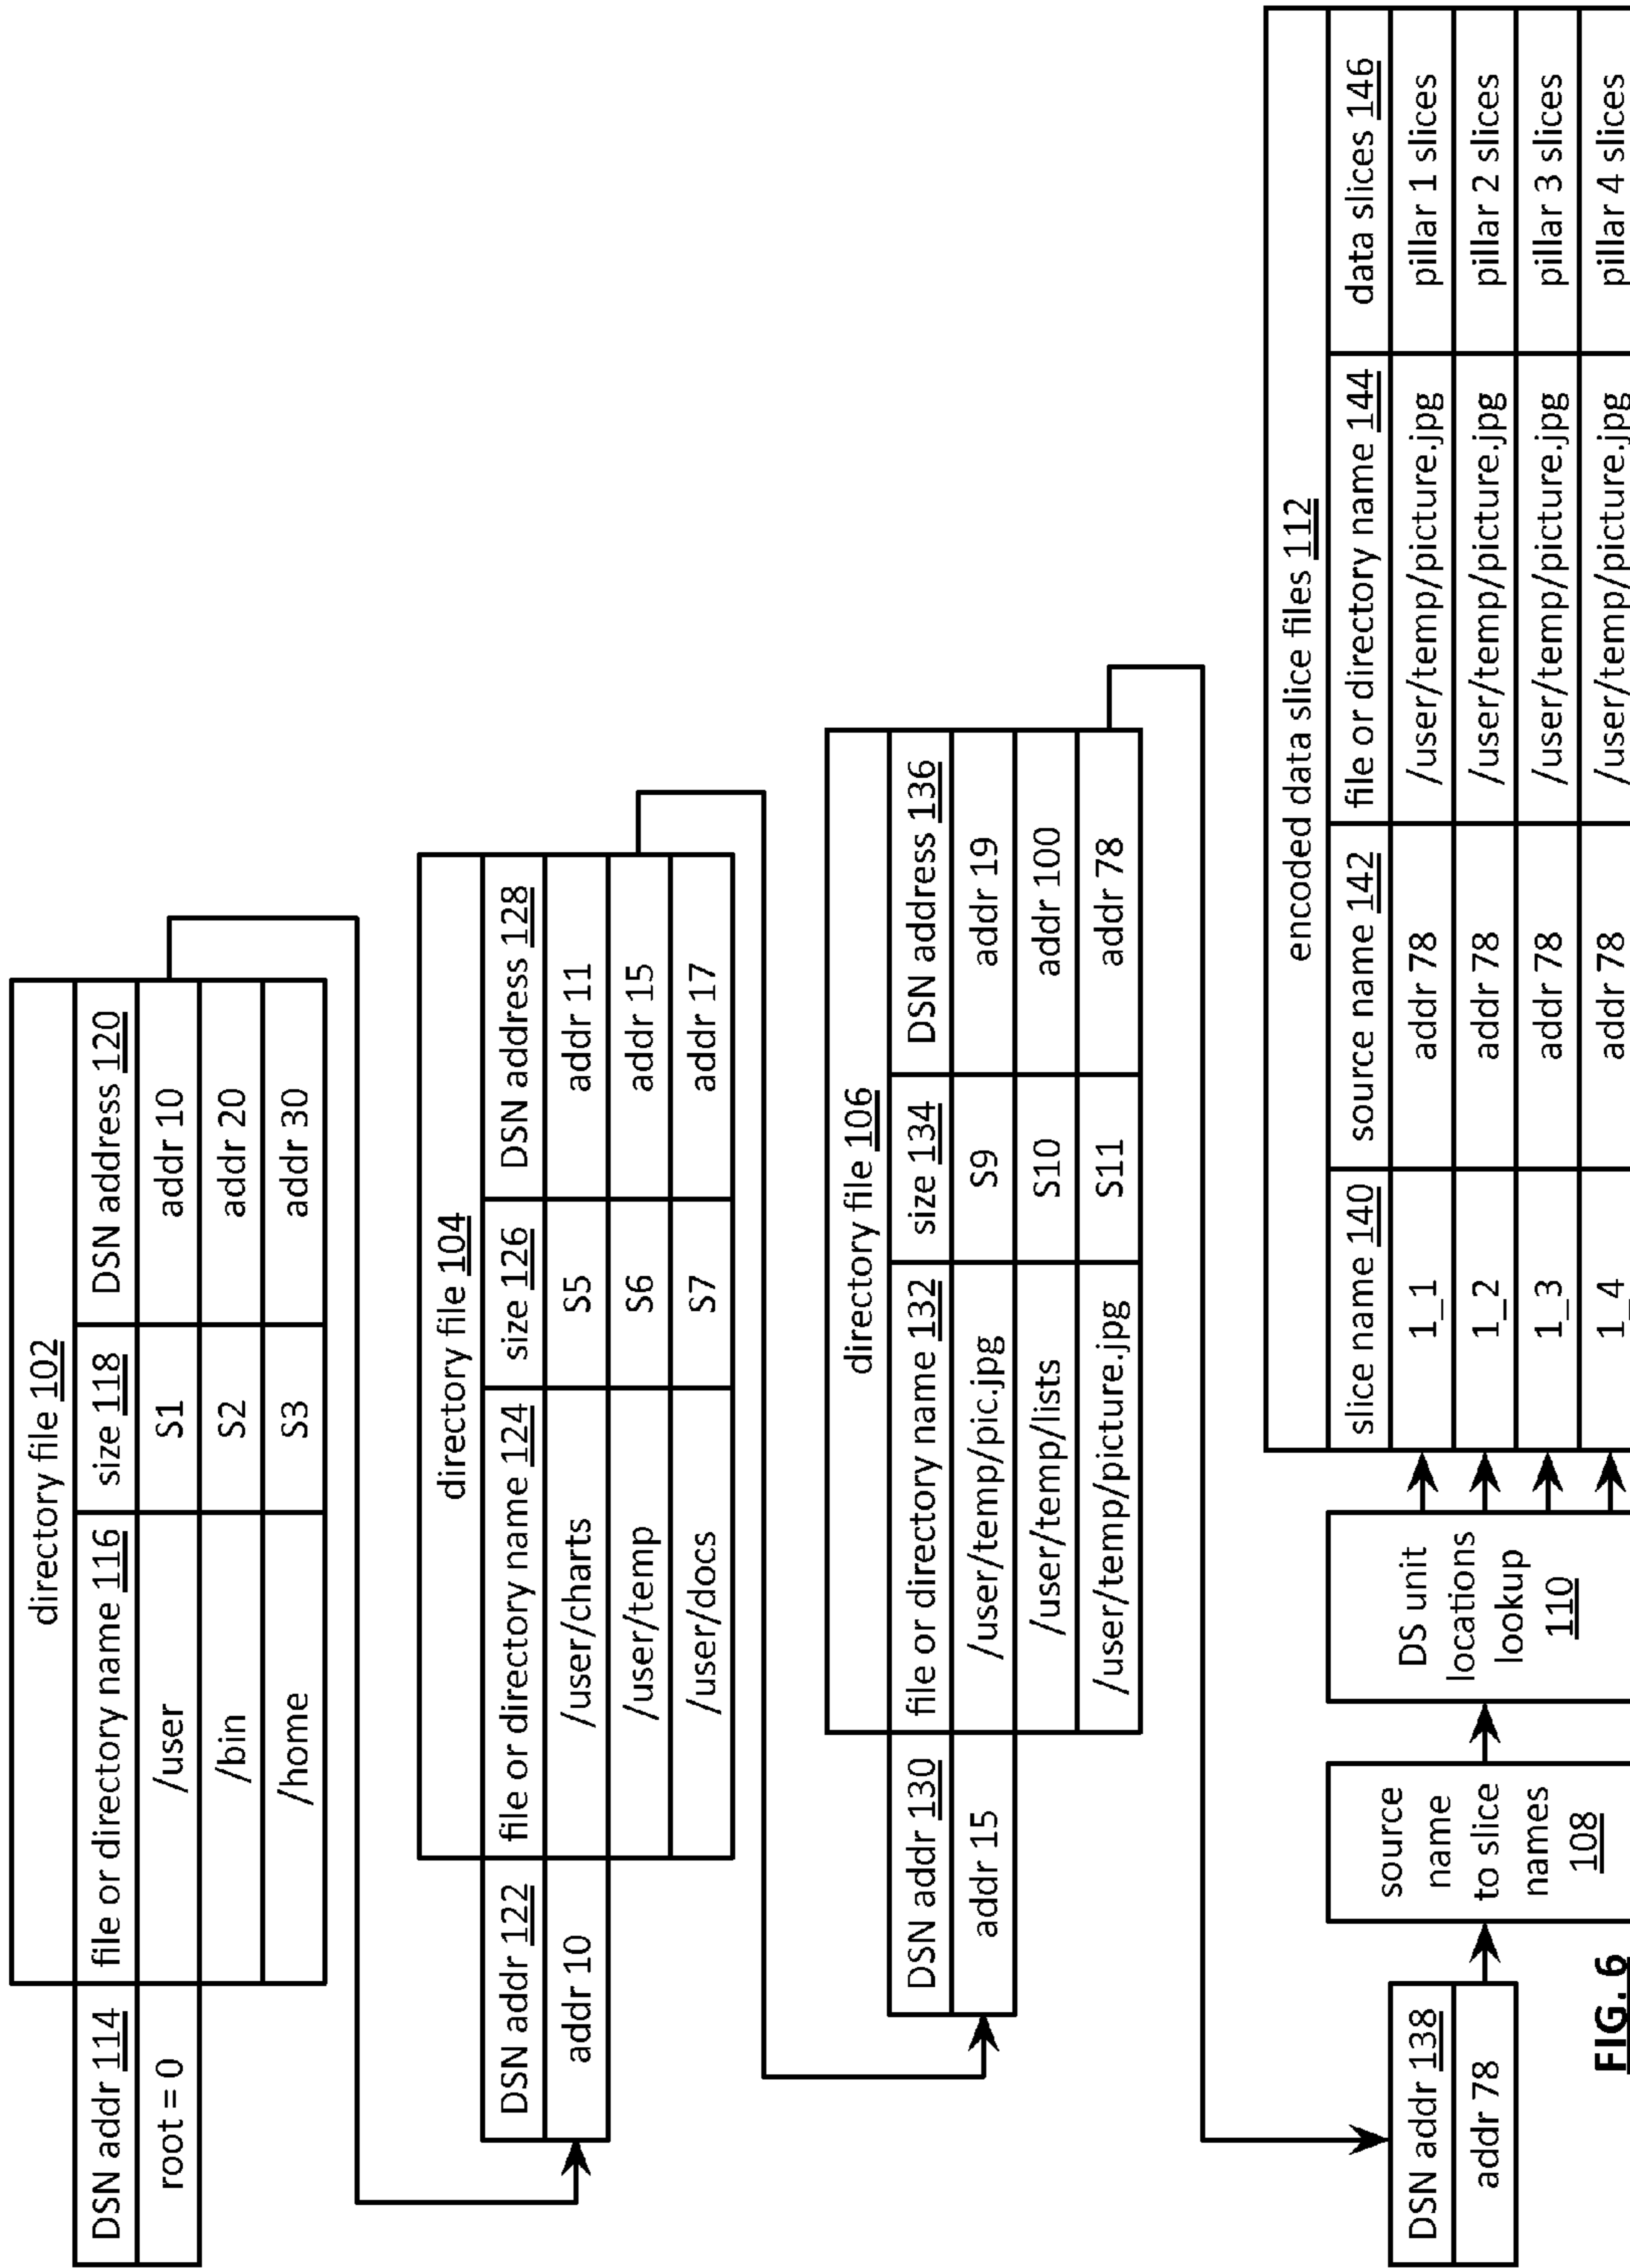 directory file 102
DSN addr 114 file or directory name 116 size 118 DSN address 120
root = 0 /user S1 addr 10
/bin S2 addr 20
/home S3 addr 30
directory file 104
DSN addr 122 file or directory name 124 size 126 DSN address 128
addr 10 /user/charts S5 addr 11
/user/temp S6 addr 15
/user/docs S7 addr 17
directory file 106
DSN addr 130 file or directory name 132 size 134 DSN address 136
addr 15 /user/temp/pic.jpg S9 addr 19
/user/temp/lists S10 addr 100
/user/temp/picture.jpg S11 addr 78
DSN addr 138
addr 78
source
name
to slice
names
108
DS unit
locations
lookup
110
encoded data slice files 112
slice name 140 source name 142 file or directory name 144 data slices 146
1_1 addr 78 /user/temp/picture.jpg pillar 1 slices
1_2 addr 78 /user/temp/picture.jpg pillar 2 slices
1_3 addr 78 /user/temp/picture.jpg pillar 3 slices
1_4 addr 78 /user/temp/picture.jpg pillar 4 slices
FIG. 6